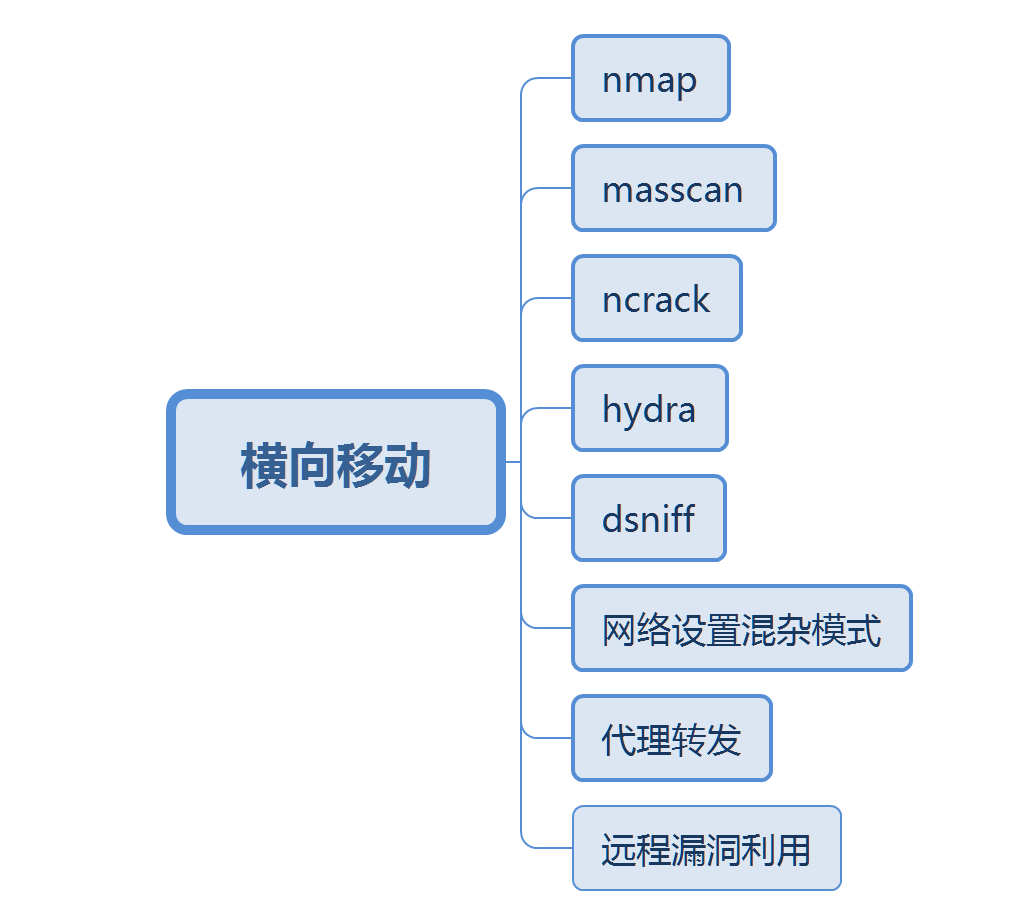 nmap
masscan
ncrack
hydra
横向移动
dsniff
网络设置混杂模式
代理转发
远程漏洞利用